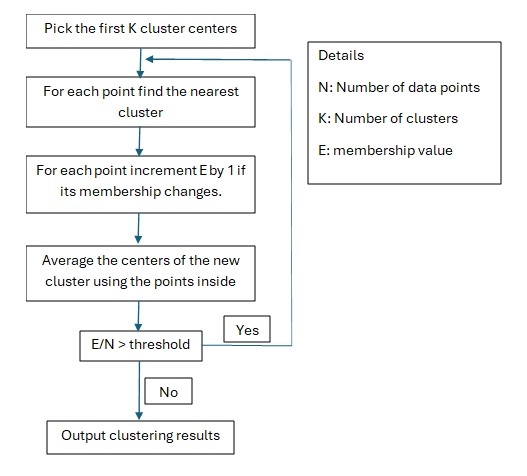 Pick the first K cluster centers
For each point find the nearest
cluster
For each point increment E by 1 if
its membership changes.
Average the centers of the new
cluster using the points inside
E/N > threshold
Yes
No
Output clustering results
Details
N: Number of data points
K: Number of clusters
E: membership value